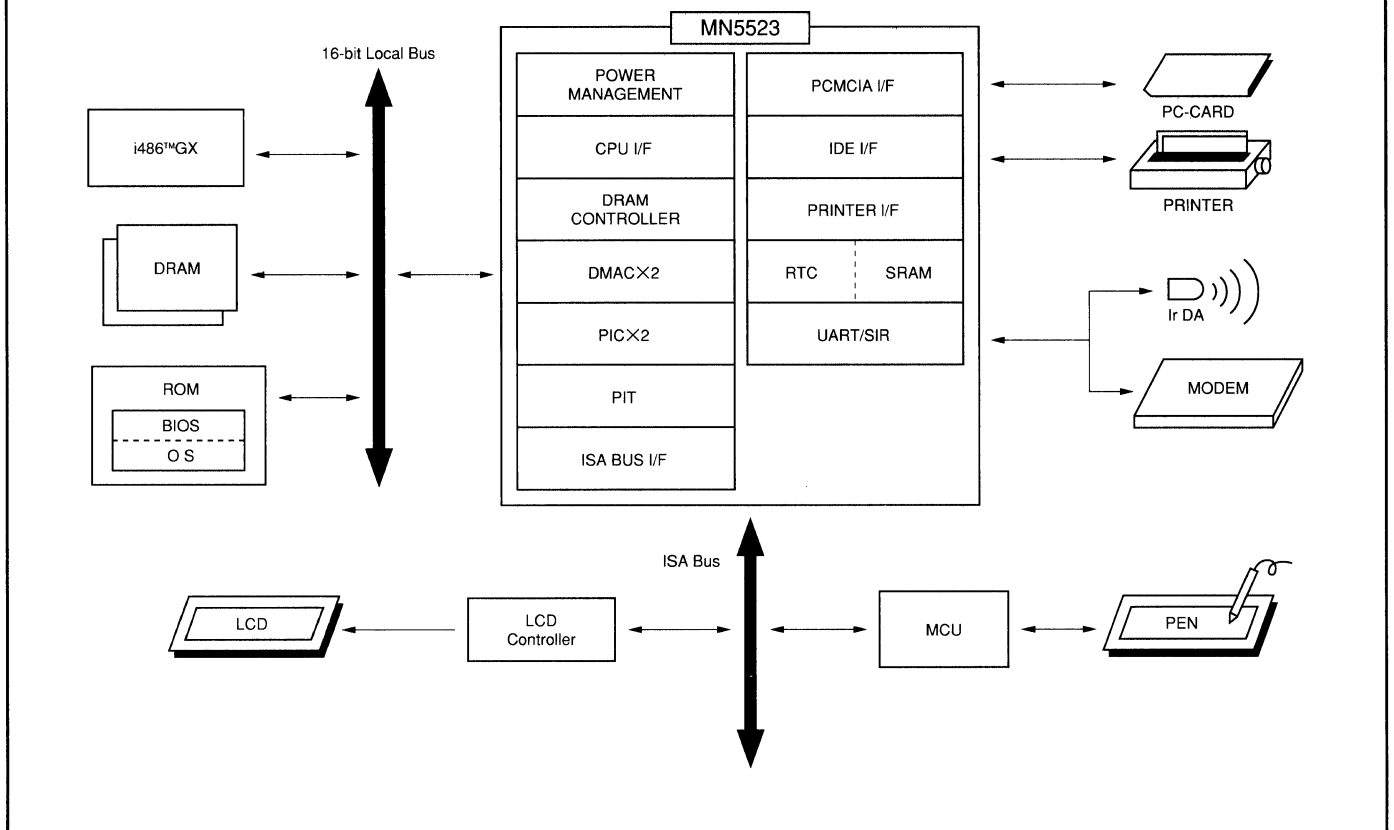 MN5523
16-bit Local Bus
i486™GX
DRAM
ROM
BIOS
O S
POWER
MANAGEMENT
CPU I/F
DRAM
CONTROLLER
DMAC×2
PIC×2
PIT
ISA BUS I/F
PCMCIA I/F
IDE I/F
PRINTER I/F
RTC
SRAM
UART/SIR
PC-CARD
PRINTER
Ir DA
MODEM
ISA Bus
LCD
LCD
Controller
MCU
PEN